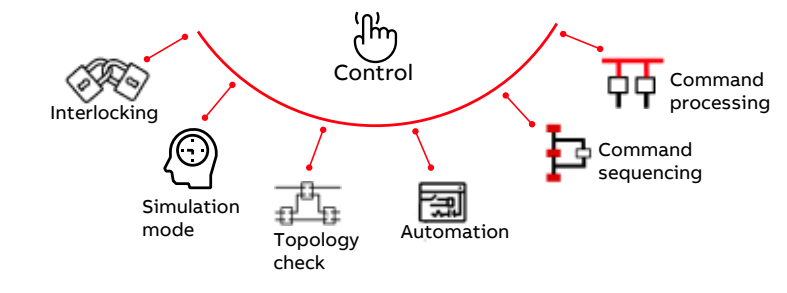 Control
Interlocking
Simulation
mode
Topology
check
Automation
Command
sequencing
Command
processing